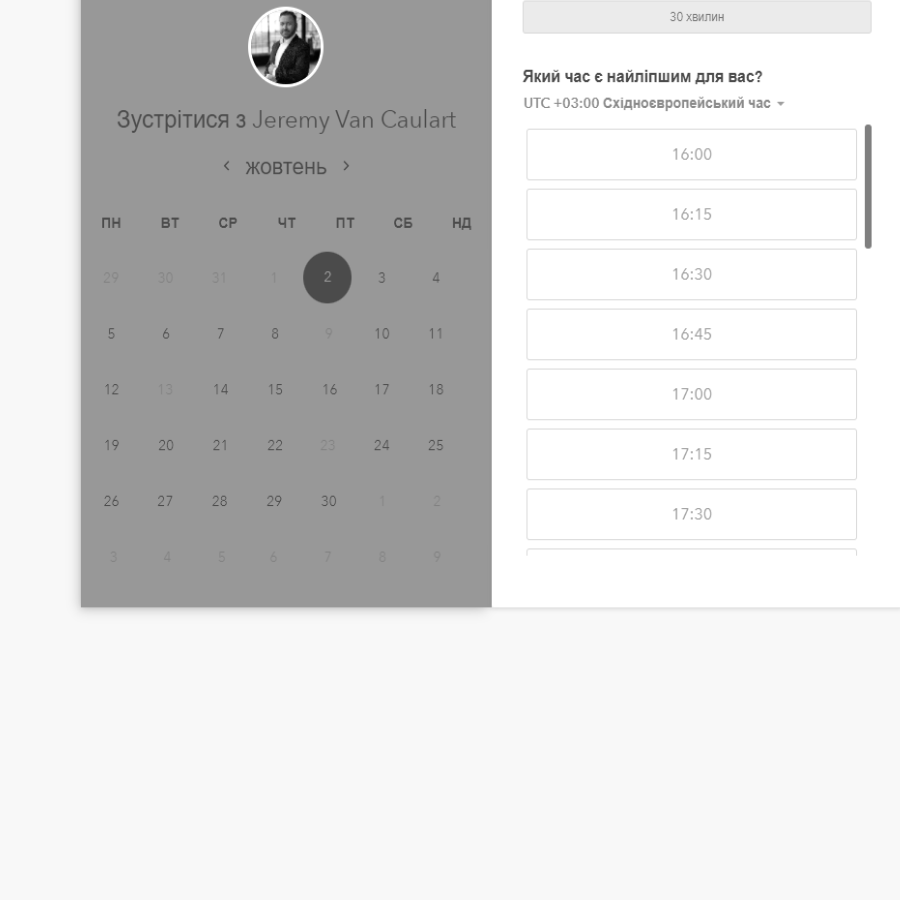 Зустрітися з Jeremy Van Caulart
жовтень
ПН ВТ СР ЧТ ПТ СБ НД
29 30 31 1 2 3 4
5 6 7 8 9 10 11
12 13 14 15 16 17 18
19 20 21 22 23 24 25
26 27 28 29 30 1 2
3 4 5 6 7 8 9
30 хвилин
Який час є найліпшим для вас?
UTC +03:00 Східноєвропейський час
16:00
16:15
16:30
16:45
17:00
17:15
17:30